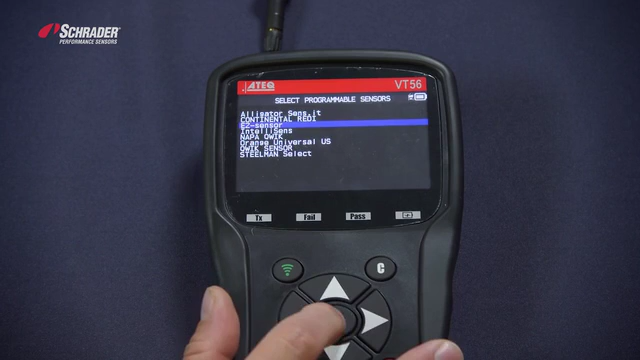 SCHRADER
PERFORMANCE SENSORS
ATEQ
VT56
SELECT PROGRAMMABLE SENSORS
Alligator Sens.it
CONTINENTAL REDI
EZ-sensor
IntelliSens
NAPA QWIK
Orange Universal US
QWIK SENSOR
STEELMAN Select
Tx
Fail
Pass
C